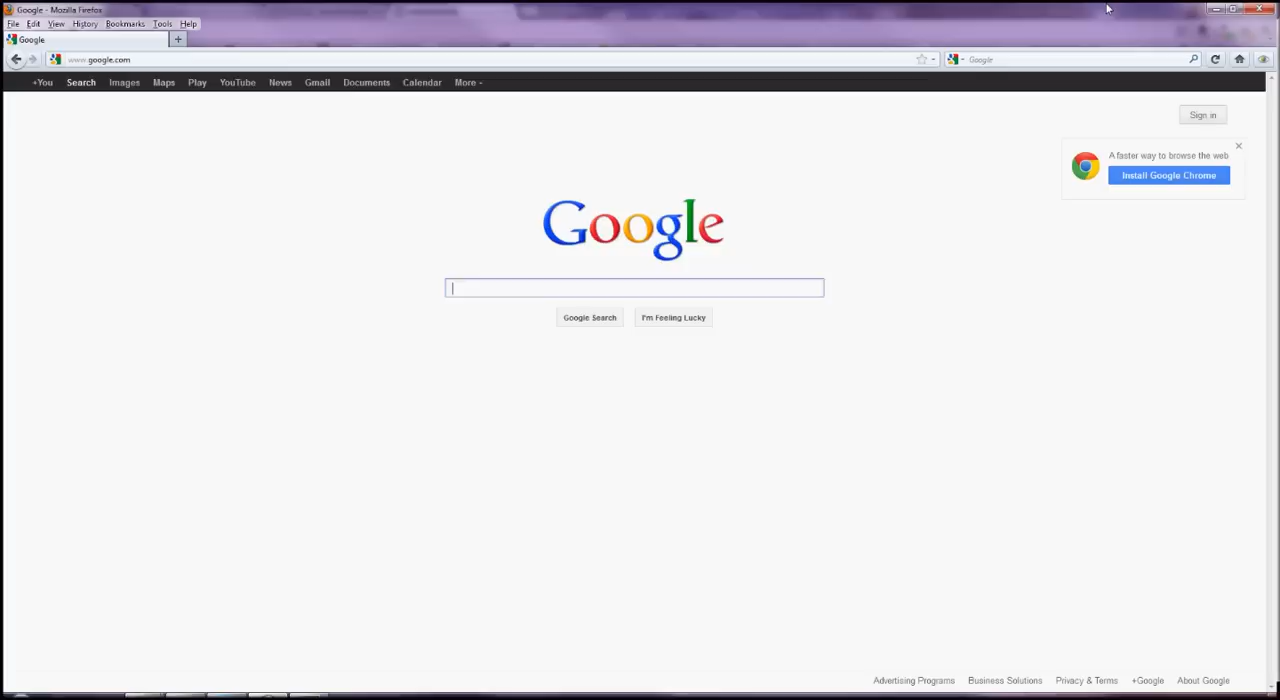 Google - Mozilla Firefox
File Edit View History Bookmarks Tools Help
Google +
www.google.com Google
+You Search Images Maps Play YouTube News Gmail Documents Calendar More
Sign in
A faster way to browse the web
Install Google Chrome
Google
Google Search I'm Feeling Lucky
Advertising Programs Business Solutions Privacy & Terms +Google About Google